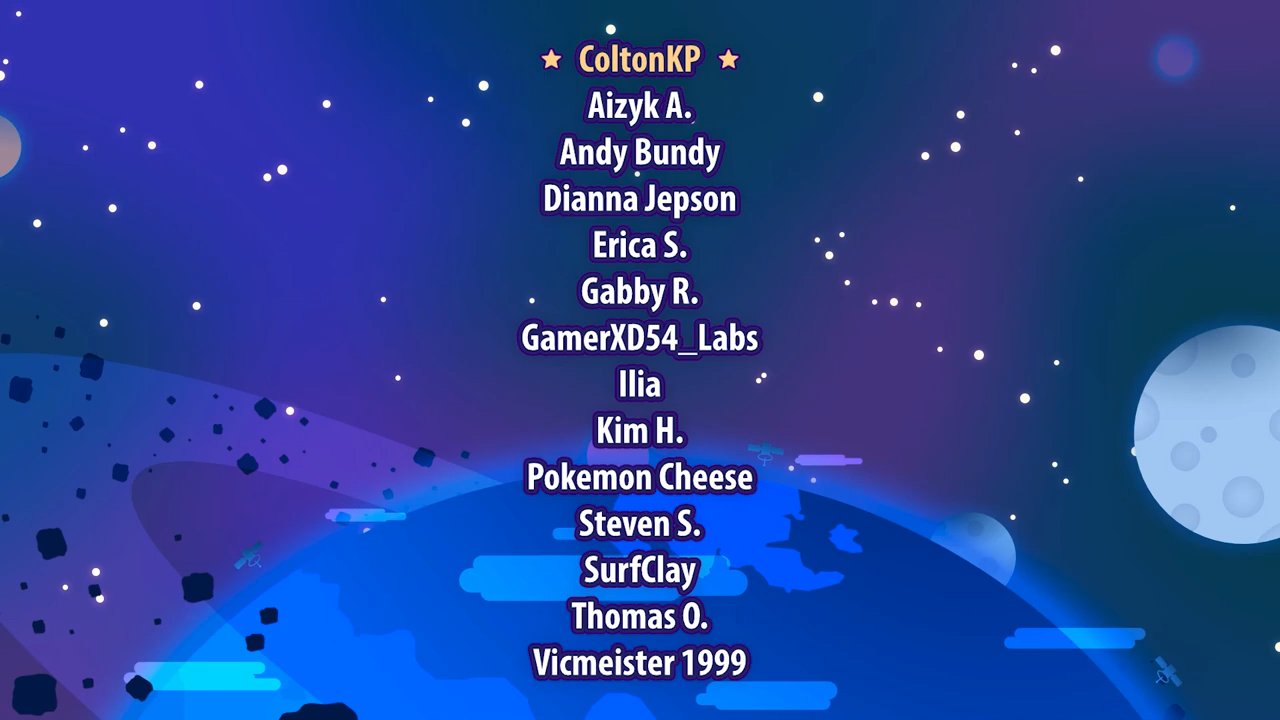 ★ ColtonKP ★
Aizyk A.
Andy Bundy
Dianna Jepson
Erica S.
Gabby R.
GamerXD54_Labs
Ilia
Kim H.
Pokemon Cheese
Steven S.
SurfClay
Thomas O.
Vicmeister 1999